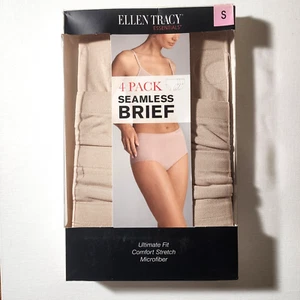 ELLEN TRACY
ESSENTIALS
S
4 PACK
SEAMLESS
BRIEF
Ultimate Fit
Comfort Stretch
Microfiber